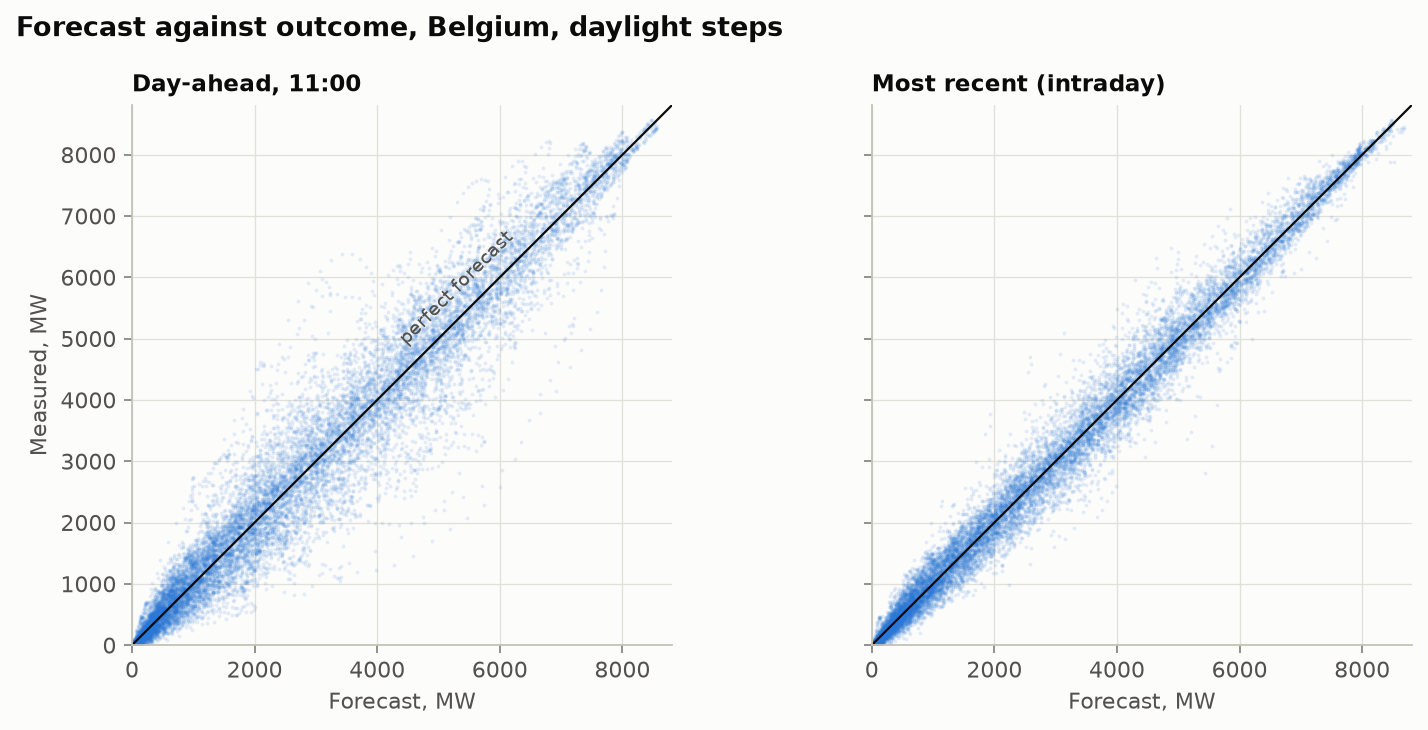 Forecast against outcome, Belgium, daylight steps
Day-ahead, 11:00
Most recent (intraday)
8000
7000
6000
5000
4000
3000
2000
1000
0
Measured, MW
perfect forecast
0 2000 4000 6000 8000
0 2000 4000 6000 8000
Forecast, MW
Forecast, MW